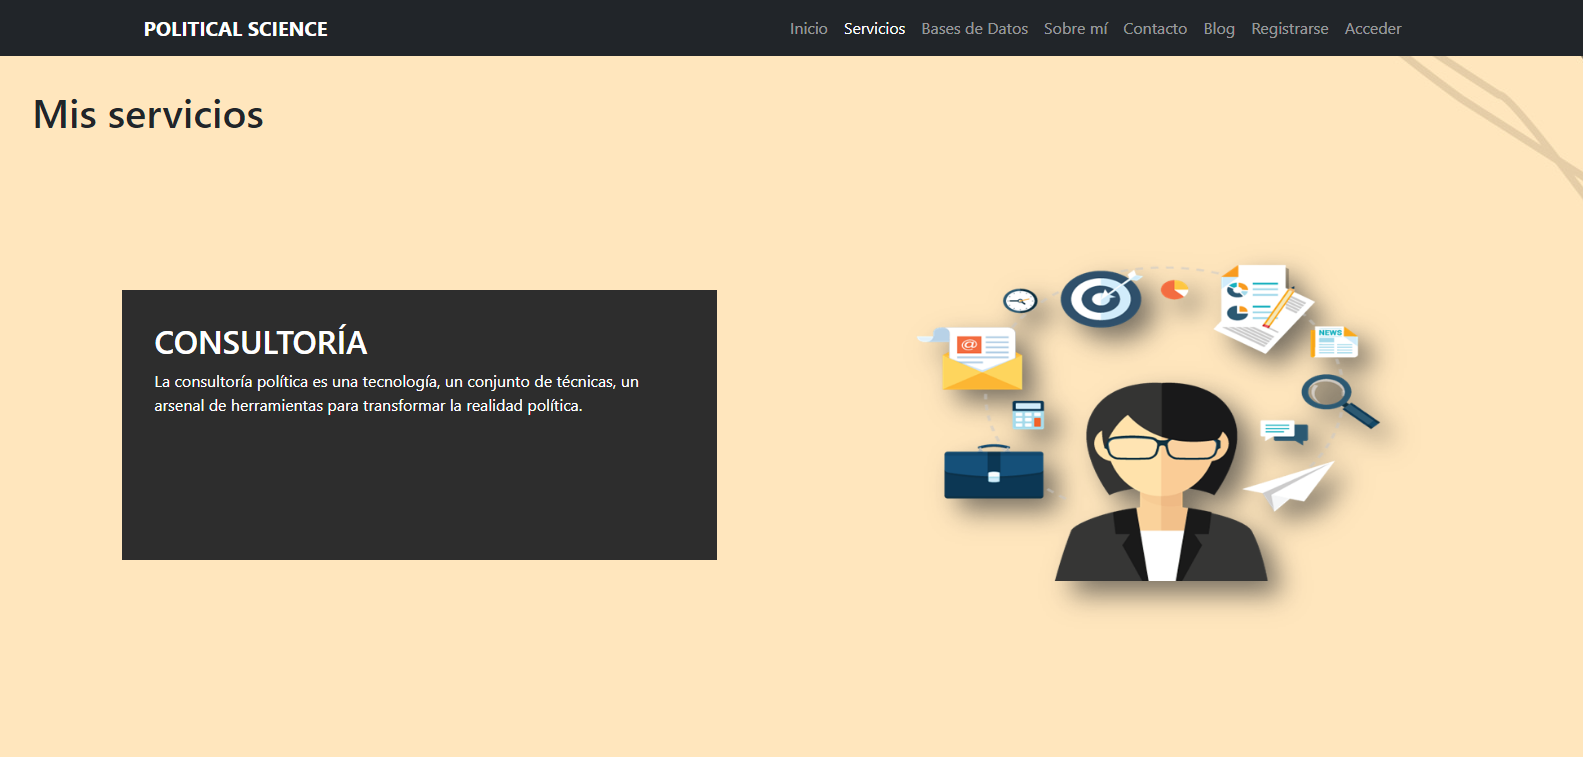 POLITICAL SCIENCE
Inicio Servicios Bases de Datos Sobre mí Contacto Blog Registrarse Acceder
Mis servicios
CONSULTORÍA
La consultoría política es una tecnología, un conjunto de técnicas, un
arsenal de herramientas para transformar la realidad política.
@
NEWS